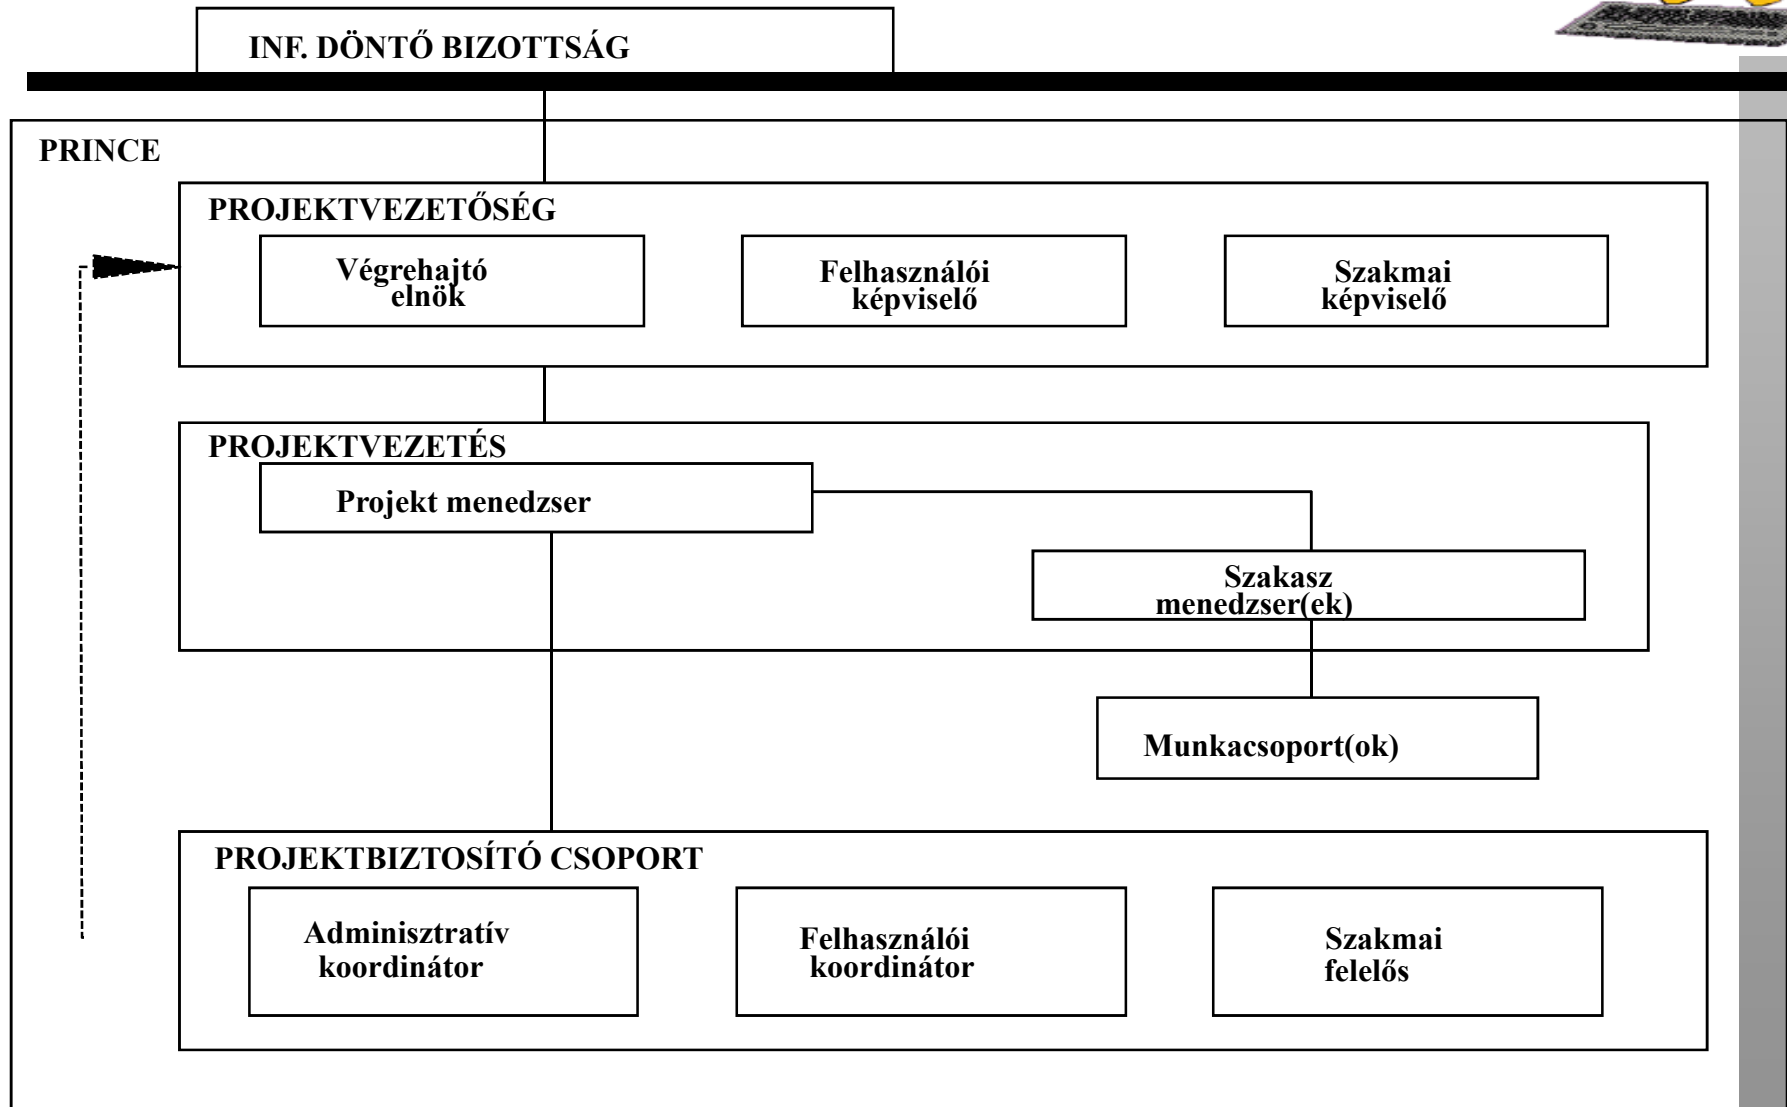 INF. DÖNTŐ BIZOTTSÁG
PRINCE
PROJEKTVEZETŐSÉG
Végrehajtó
elnök
Felhasználói
képviselő
Szakmai
képviselő
PROJEKTVEZETÉS
Projekt menedzser
Szakasz
menedzser(ek)
Munkacsoport(ok)
PROJEKTBIZTOSÍTÓ CSOPORT
Adminisztratív
koordinátor
Felhasználói
koordinátor
Szakmai
felelős